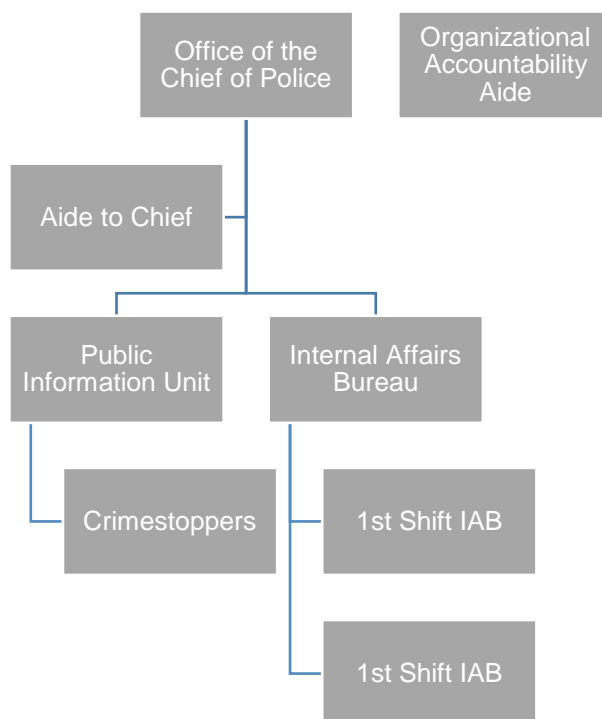 Office of the
Chief of Police
Organizational
Accountability
Aide
Aide to Chief
Public
Information Unit
Internal Affairs
Bureau
Crimestoppers
1st Shift IAB
1st Shift IAB